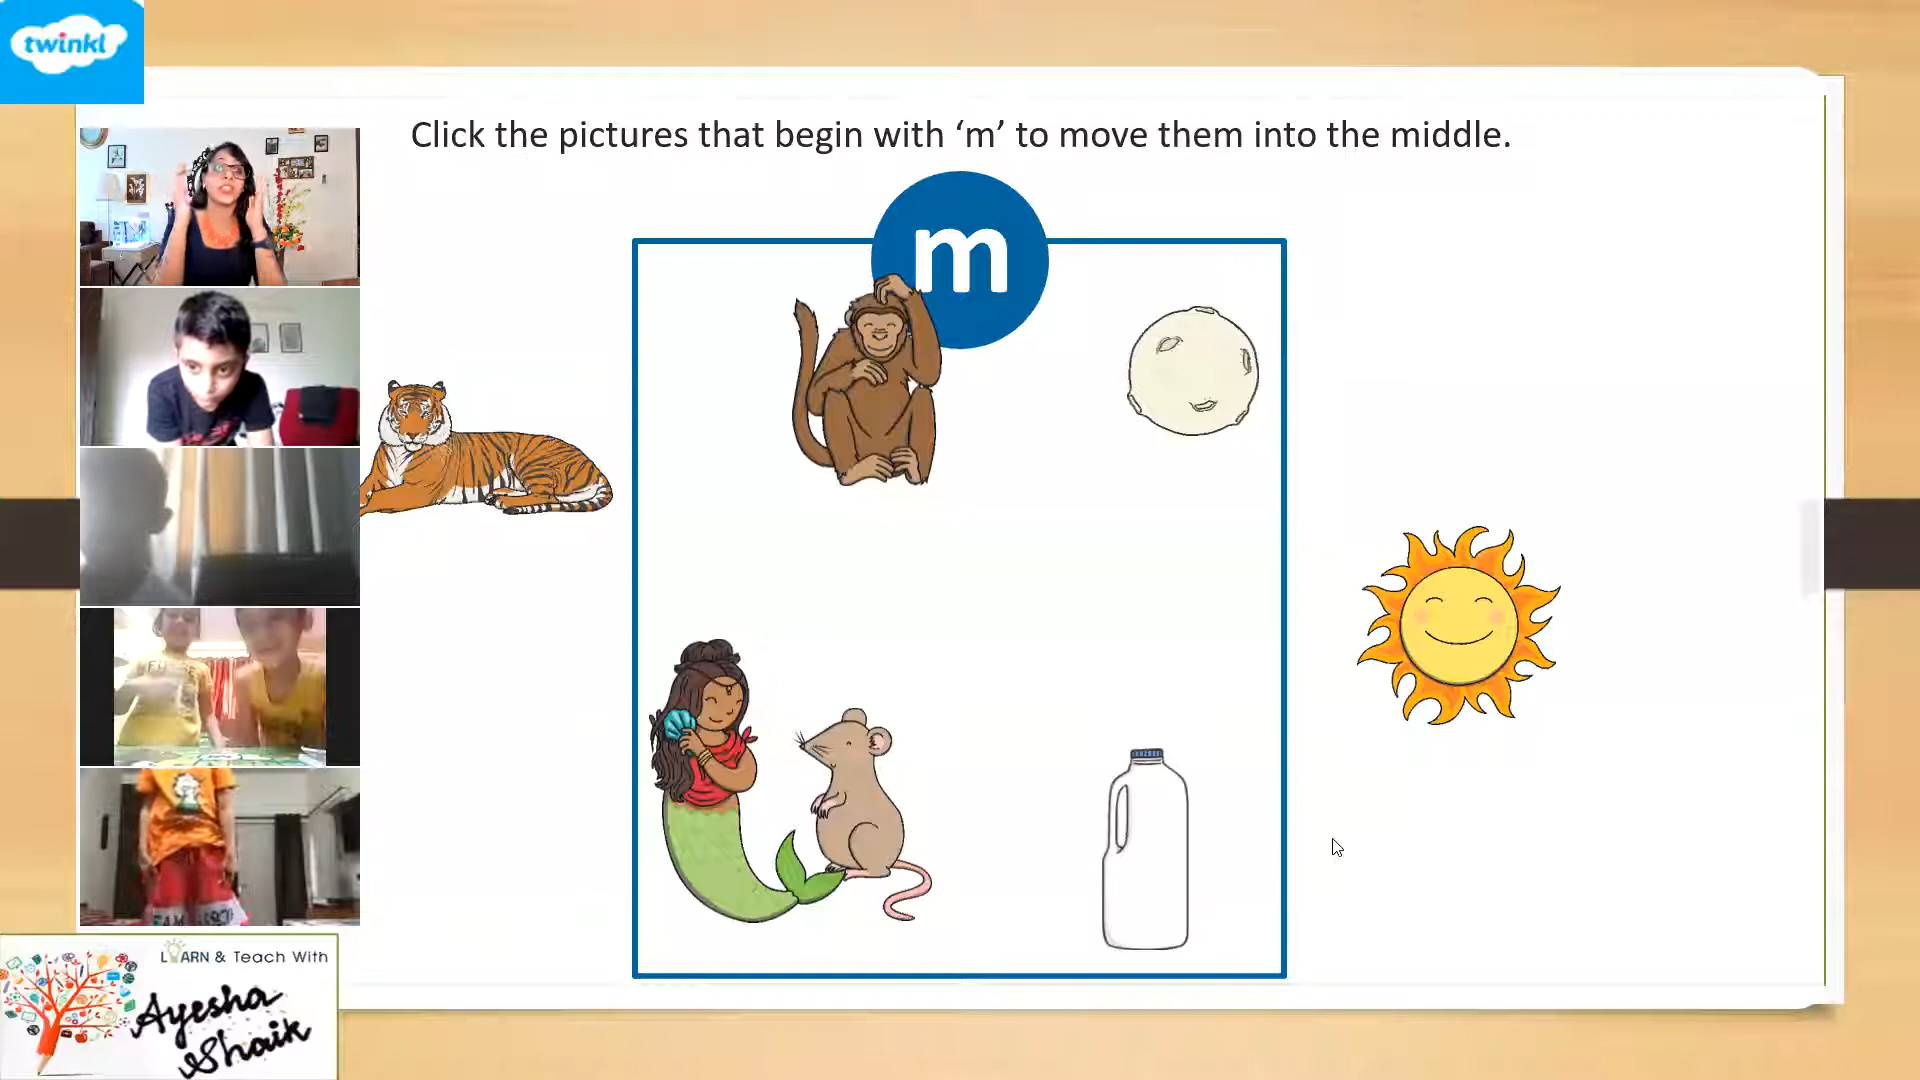 twinkl
Click the pictures that begin with ‘m’ to move them into the middle.
m
LEARN & Teach With
Ayesha
Shaik